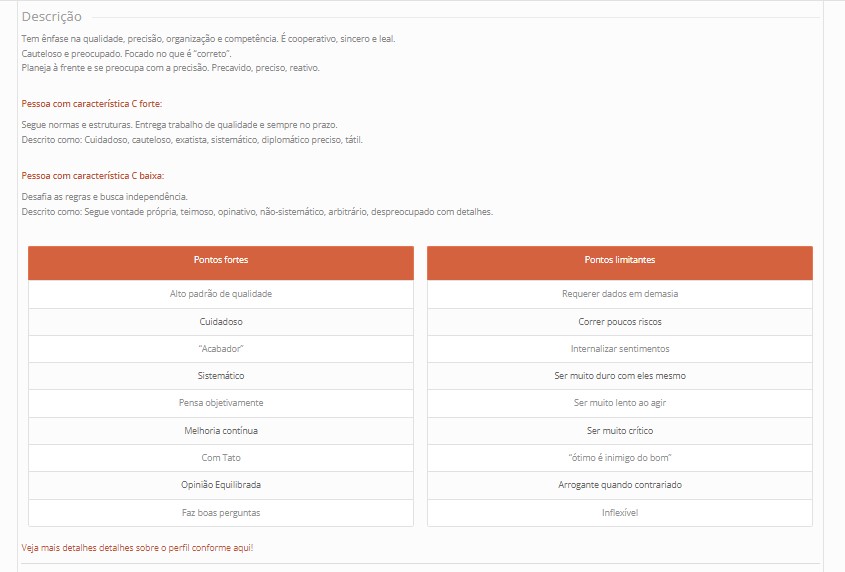 Descrição
Tem ênfase na qualidade, precisão, organização e competência. É cooperativo, sincero e leal.
Cauteloso e preocupado. Focado no que é “correto”.
Planeja à frente e se preocupa com a precisão. Precavido, preciso, reativo.
Pessoa com característica C forte:
Segue normas e estruturas. Entrega trabalho de qualidade e sempre no prazo.
Descrito como: Cuidadoso, cauteloso, exatista, sistemático, diplomático preciso, tátil.
Pessoa com característica C baixa:
Desafia as regras e busca independência.
Descrito como: Segue vontade própria, teimoso, opinativo, não-sistemático, arbitrário, despreocupado com detalhes.
Pontos fortes
Alto padrão de qualidade
Cuidadoso
“Acabador”
Sistemático
Pensa objetivamente
Melhoria contínua
Com Tato
Opinião Equilibrada
Faz boas perguntas
Pontos limitantes
Requerer dados em demasia
Correr poucos riscos
Internalizar sentimentos
Ser muito duro com eles mesmo
Ser muito lento ao agir
Ser muito crítico
“ótimo é inimigo do bom”
Arrogante quando contrariado
Inflexível
Veja mais detalhes detalhes sobre o perfil conforme aqui!